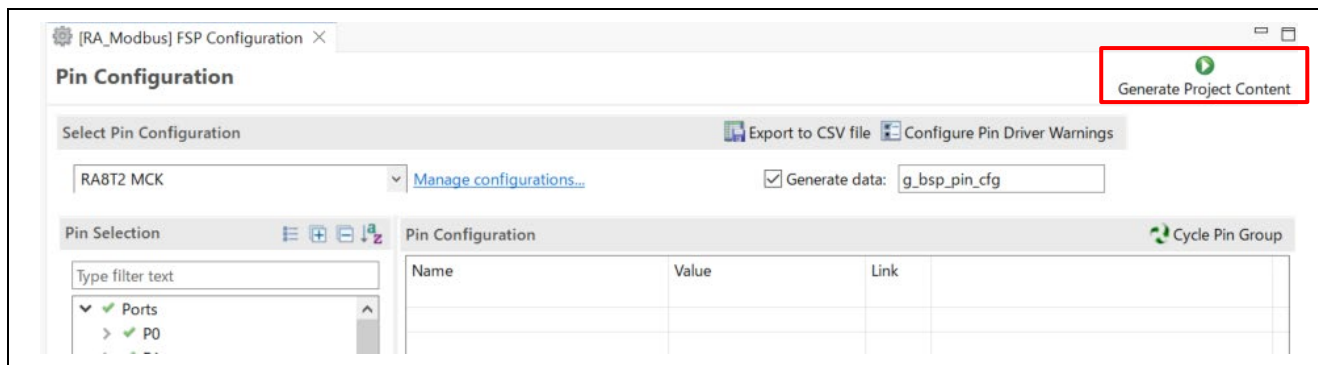 [RA_Modbus] FSP Configuration
Pin Configuration
Generate Project Content
Select Pin Configuration
Export to CSV file
Configure Pin Driver Warnings
RA8T2 MCK
Manage configurations...
Generate data:
g_bsp_pin_cfg
Pin Selection
Pin Configuration
Cycle Pin Group
Type filter text
Name
Value
Link
Ports
P0